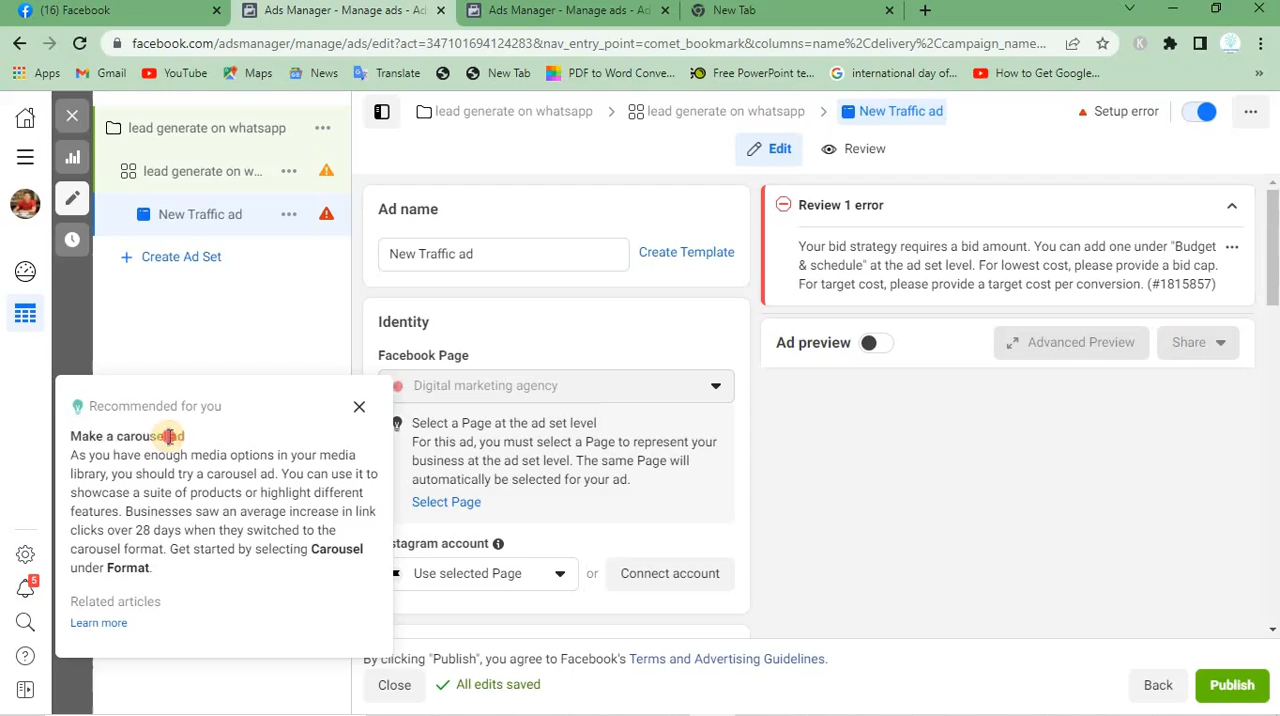 (16) Facebook
Ads Manager - Manage ads - Ad
Ads Manager - Manage ads - Ad
New Tab
facebook.com/adsmanager/manage/ads/edit?act=347101694124283&nav_entry_point=comet_bookmark&columns=name%2Cdelivery%2Ccampaign_name...
Apps
Gmail
YouTube
Maps
News
Translate
New Tab
PDF to Word Conve...
Free PowerPoint te...
international day of...
How to Get Google...
lead generate on whatsapp
lead generate on w...
New Traffic ad
+ Create Ad Set
lead generate on whatsapp > lead generate on whatsapp > New Traffic ad
Setup error
Edit
Review
Ad name
New Traffic ad
Create Template
Identity
Facebook Page
Digital marketing agency
Select a Page at the ad set level
For this ad, you must select a Page to represent your
business at the ad set level. The same Page will
automatically be selected for your ad.
Select Page
stagram account
Use selected Page
or
Connect account
Review 1 error
Your bid strategy requires a bid amount. You can add one under "Budget
& schedule" at the ad set level. For lowest cost, please provide a bid cap.
For target cost, please provide a target cost per conversion. (#1815857)
Ad preview
Advanced Preview
Share
Recommended for you
Make a carousel ad
As you have enough media options in your media
library, you should try a carousel ad. You can use it to
showcase a suite of products or highlight different
features. Businesses saw an average increase in link
clicks over 28 days when they switched to the
carousel format. Get started by selecting Carousel
under Format.
Related articles
Learn more
5
By clicking "Publish", you agree to Facebook's Terms and Advertising Guidelines.
Close
All edits saved
Back
Publish